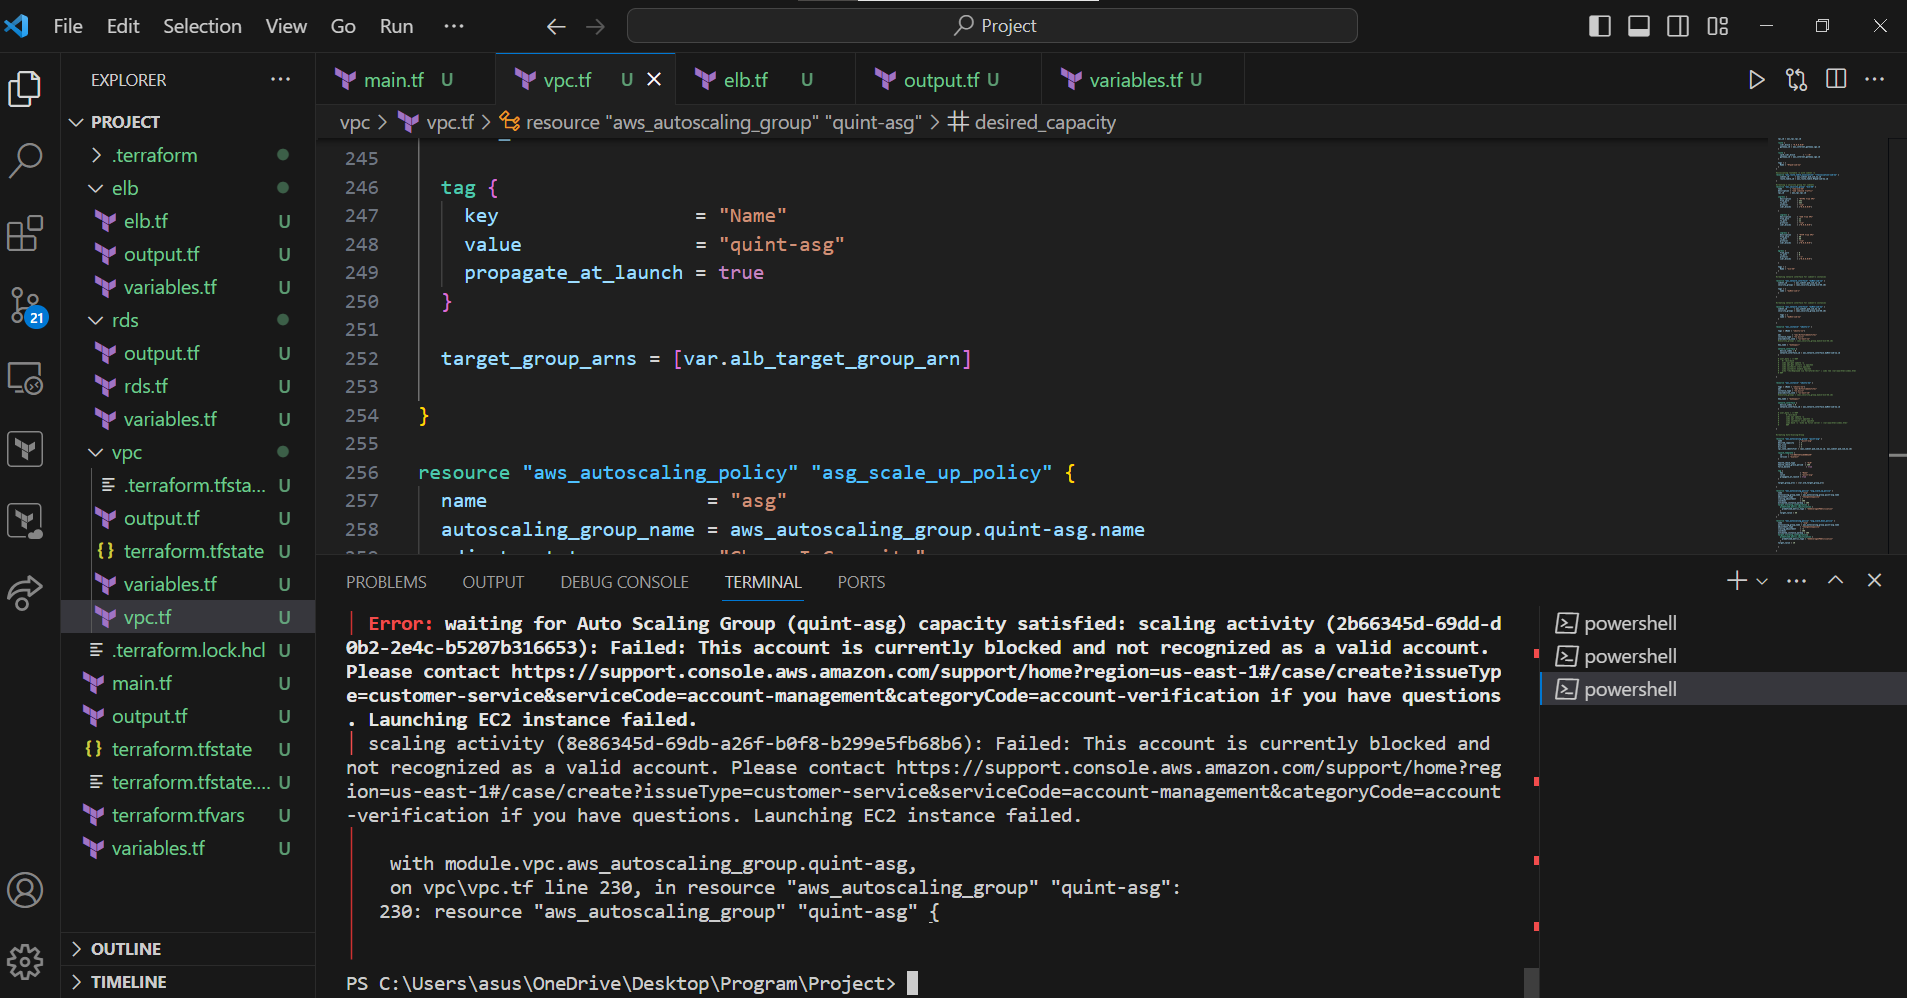 File Edit Selection View Go Run ··· Project
EXPLORER ···
PROJECT
.terraform
elb
elb.tf U
output.tf U
variables.tf U
rds
output.tf U
rds.tf U
variables.tf U
vpc
.terraform.tfsta... U
output.tf U
{} terraform.tfstate U
variables.tf U
vpc.tf U
.terraform.lock.hcl U
main.tf U
output.tf U
{} terraform.tfstate U
terraform.tfstate.... U
terraform.tfvars U
variables.tf U
OUTLINE
TIMELINE
21
main.tf U vpc.tf U elb.tf U output.tf U variables.tf U
vpc > vpc.tf > resource "aws_autoscaling_group" "quint-asg" > # desired_capacity
245
246 tag {
247 key = "Name"
248 value = "quint-asg"
249 propagate_at_launch = true
250 }
251
252 target_group_arns = [var.alb_target_group_arn]
253
254 }
255
256 resource "aws_autoscaling_policy" "asg_scale_up_policy" {
257 name = "asg"
258 autoscaling_group_name = aws_autoscaling_group.quint-asg.name
PROBLEMS OUTPUT DEBUG CONSOLE TERMINAL PORTS
Error: waiting for Auto Scaling Group (quint-asg) capacity satisfied: scaling activity (2b66345d-69dd-d
0b2-2e4c-b5207b316653): Failed: This account is currently blocked and not recognized as a valid account.
Please contact https://support.console.aws.amazon.com/support/home?region=us-east-1#/case/create?issueTyp
e=customer-service&serviceCode=account-management&categoryCode=account-verification if you have questions
. Launching EC2 instance failed.
scaling activity (8e86345d-69db-a26f-b0f8-b299e5fb68b6): Failed: This account is currently blocked and
not recognized as a valid account. Please contact https://support.console.aws.amazon.com/support/home?reg
ion=us-east-1#/case/create?issueType=customer-service&serviceCode=account-management&categoryCode=account
-verification if you have questions. Launching EC2 instance failed.
with module.vpc.aws_autoscaling_group.quint-asg,
on vpc\vpc.tf line 230, in resource "aws_autoscaling_group" "quint-asg":
230: resource "aws_autoscaling_group" "quint-asg" {
PS C:\Users\asus\OneDrive\Desktop\Program\Project>
powershell
powershell
powershell